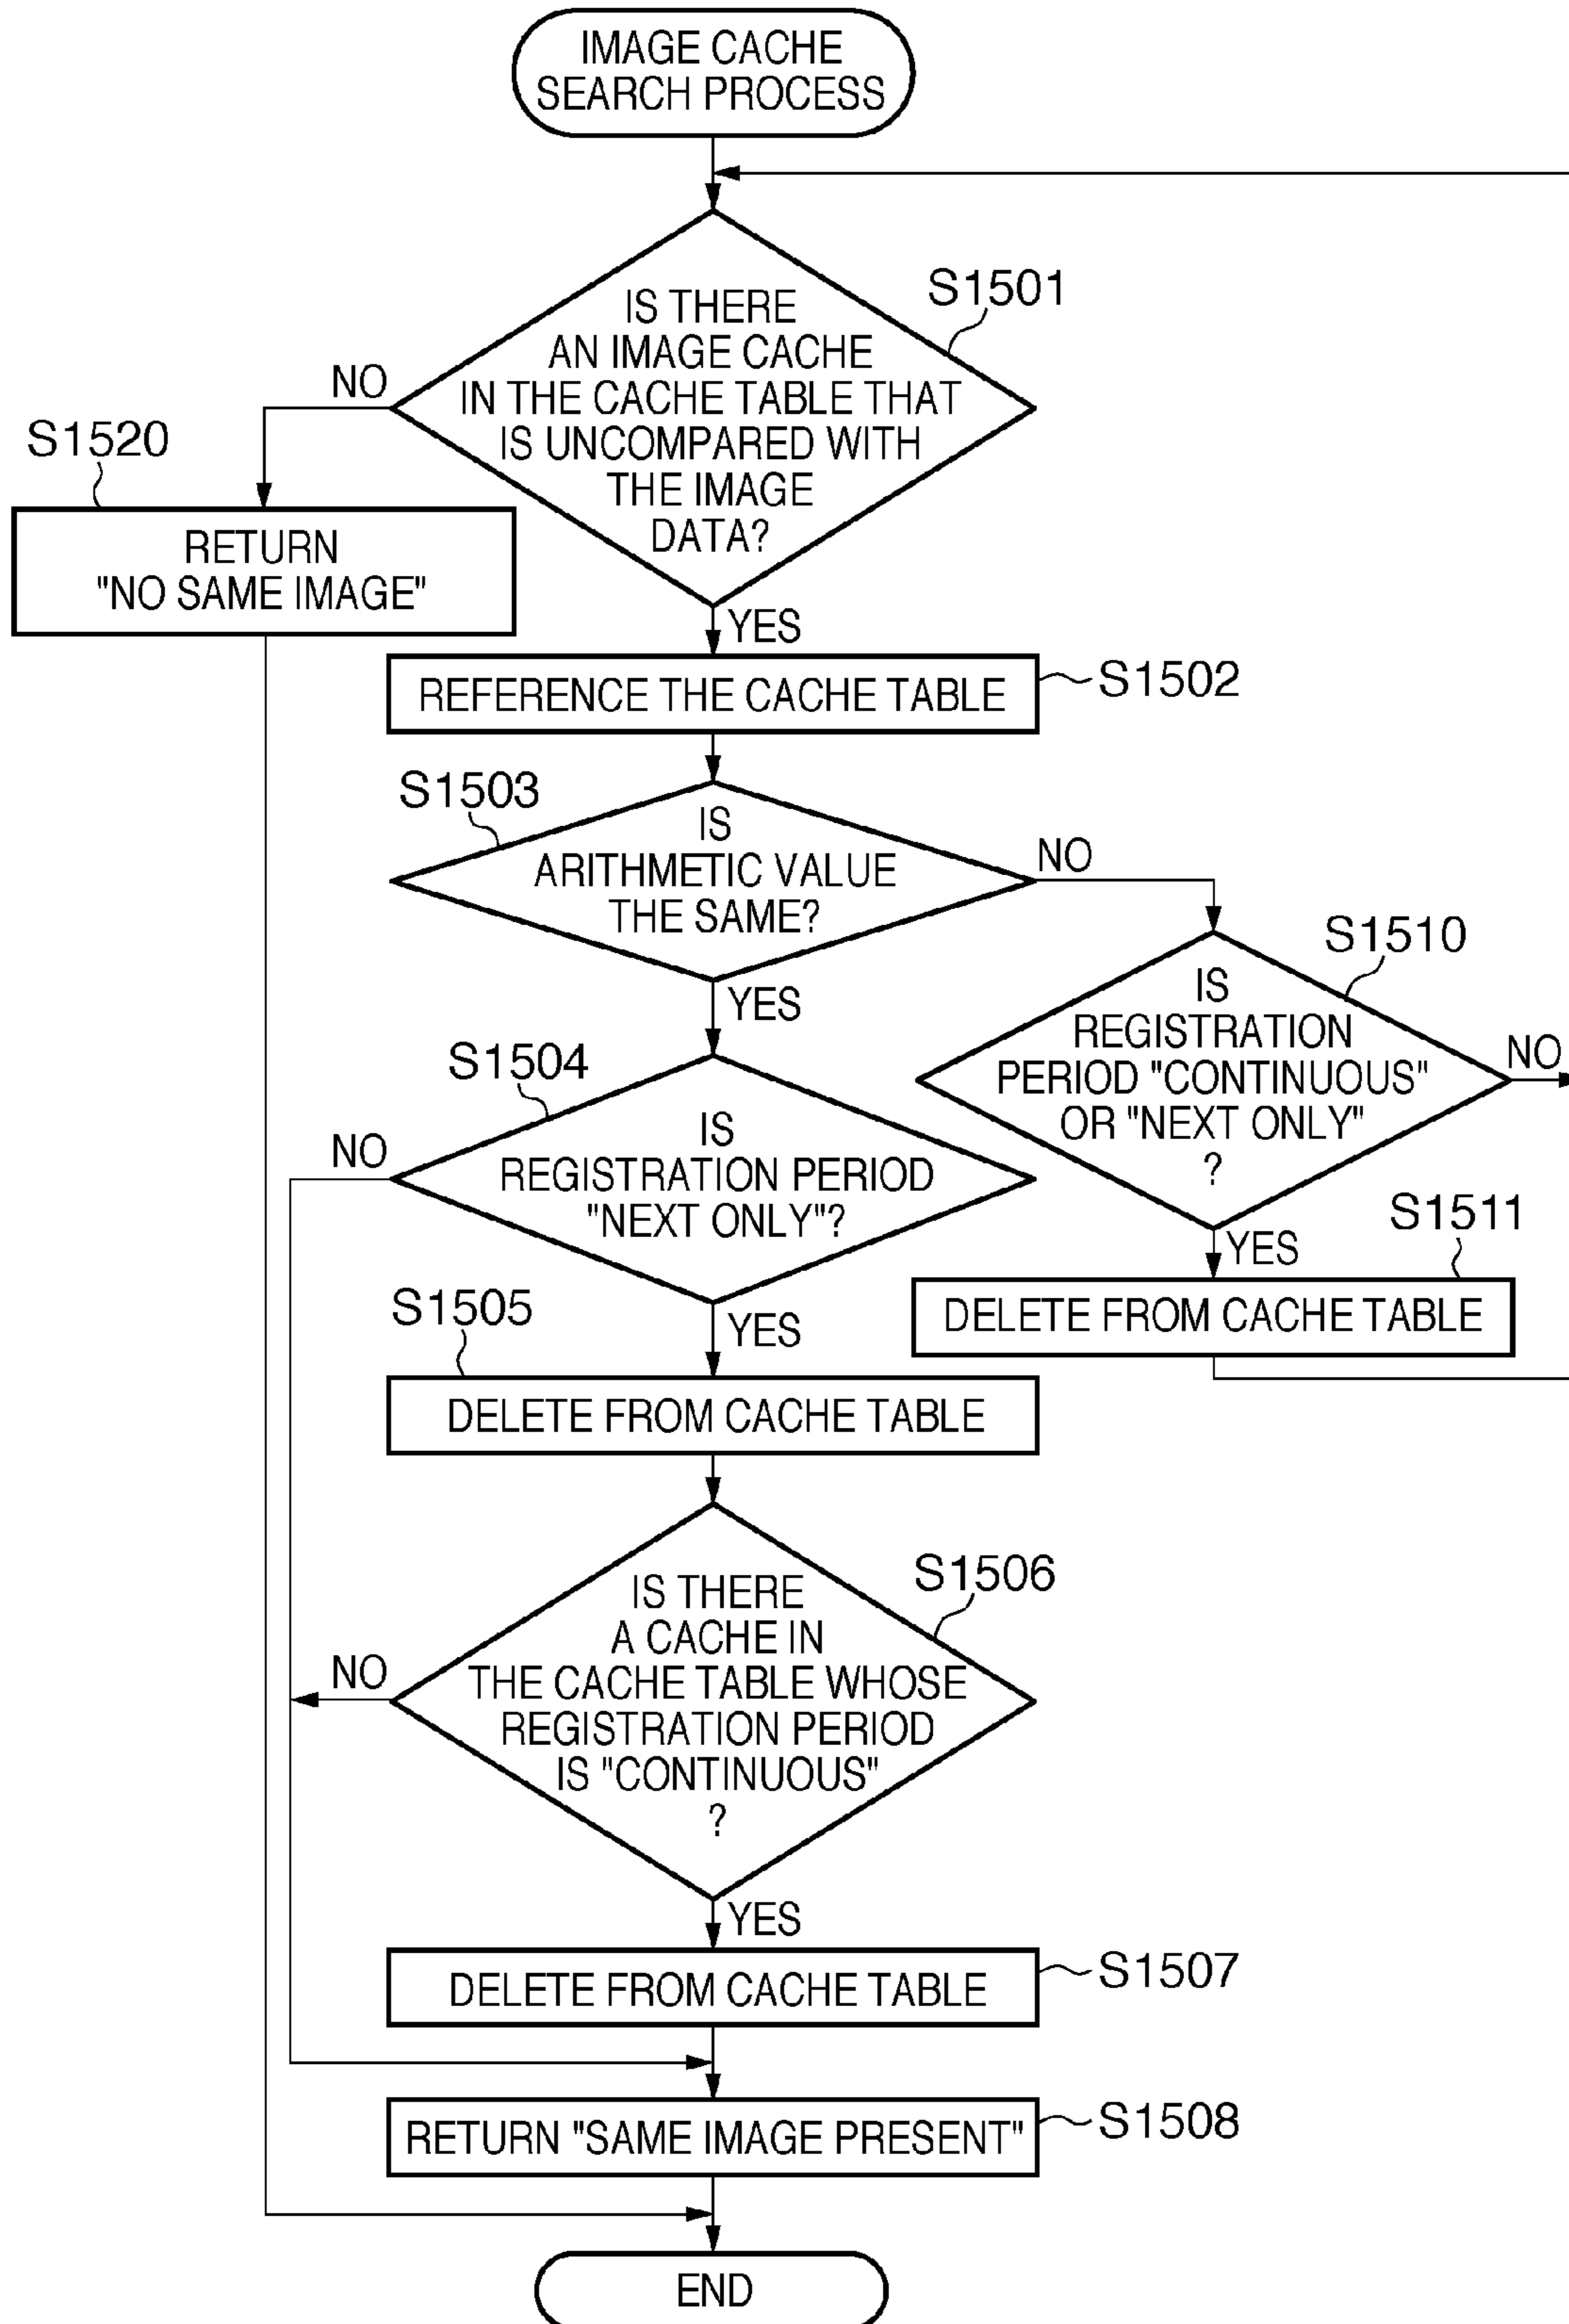 IMAGE CACHE
SEARCH PROCESS
S1501
IS THERE
AN IMAGE CACHE
IN THE CACHE TABLE THAT
IS UNCOMPARED WITH
THE IMAGE
DATA?
NO
S1520
RETURN
"NO SAME IMAGE"
YES
REFERENCE THE CACHE TABLE
S1502
S1503
IS
ARITHMETIC VALUE
THE SAME?
NO
YES
S1510
IS
REGISTRATION
PERIOD "CONTINUOUS"
OR "NEXT ONLY"
?
NO
YES
S1511
DELETE FROM CACHE TABLE
S1504
IS
REGISTRATION PERIOD
"NEXT ONLY"?
NO
YES
S1505
DELETE FROM CACHE TABLE
S1506
IS THERE
A CACHE IN
THE CACHE TABLE WHOSE
REGISTRATION PERIOD
IS "CONTINUOUS"
?
NO
YES
DELETE FROM CACHE TABLE
S1507
RETURN "SAME IMAGE PRESENT"
S1508
END